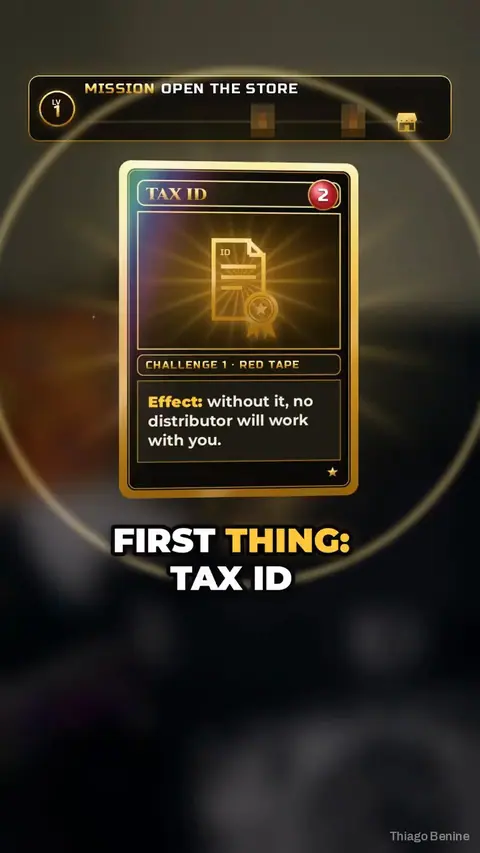 MISSION OPEN THE STORE
LV
1
TAX ID
2
ID
CHALLENGE 1 · RED TAPE
Effect: without it, no
distributor will work
with you.
FIRST THING:
TAX ID
Thiago Benine